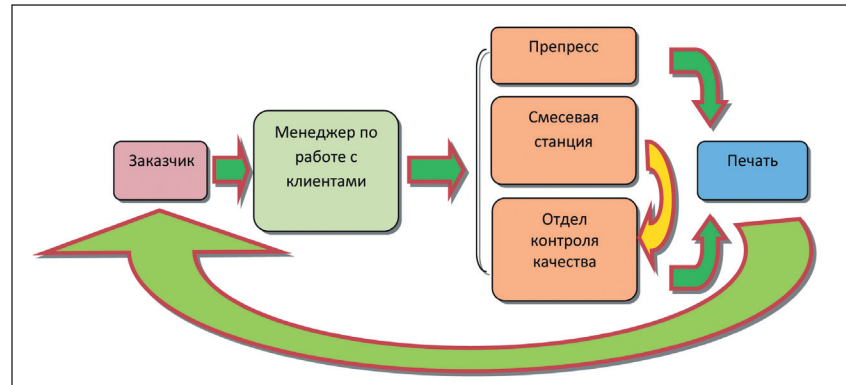 Заказчик
Менеджер по
работе с
клиентами
Препресс
Смесевая
станция
Отдел
контроля
качества
Печать